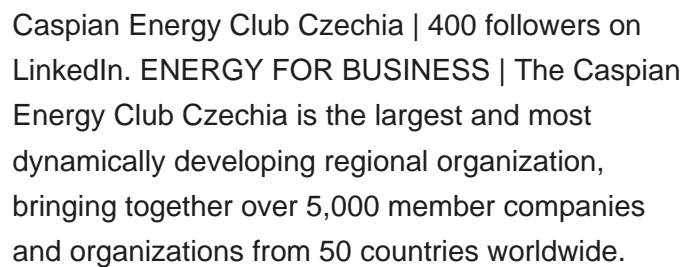 Caspian Energy Club Czechia | 400 followers on
LinkedIn. ENERGY FOR BUSINESS | The Caspian
Energy Club Czechia is the largest and most
dynamically developing regional organization,
bringing together over 5,000 member companies
and organizations from 50 countries worldwide.